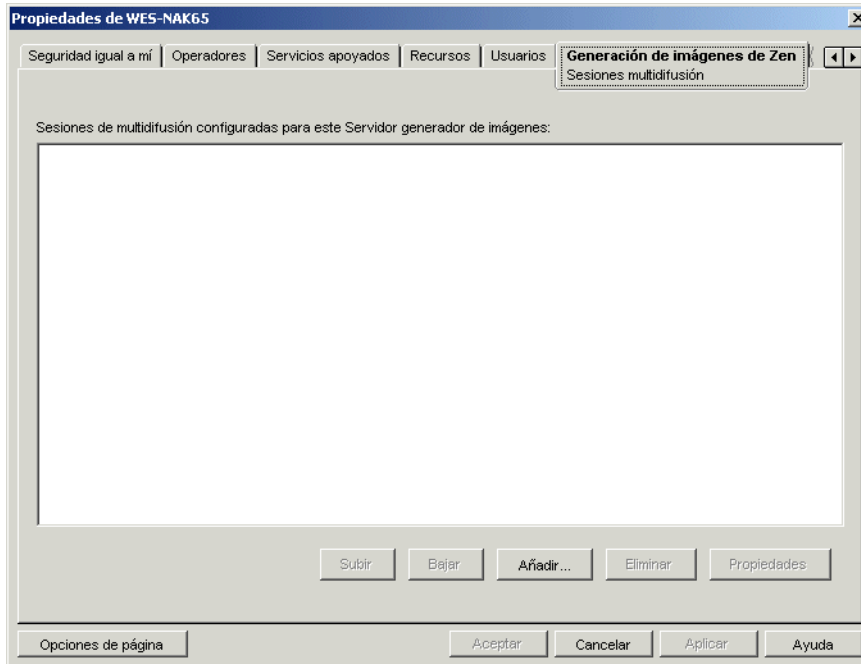 Propiedades de WES-NAK65
Seguridad igual a mí Operadores Servicios apoyados Recursos Usuarios Generación de imágenes de Zen
Sesiones multidifusión
Sesiones de multidifusión configuradas para este Servidor generador de imágenes:
Subir Bajar Añadir... Eliminar Propiedades
Opciones de página Aceptar Cancelar Aplicar Ayuda